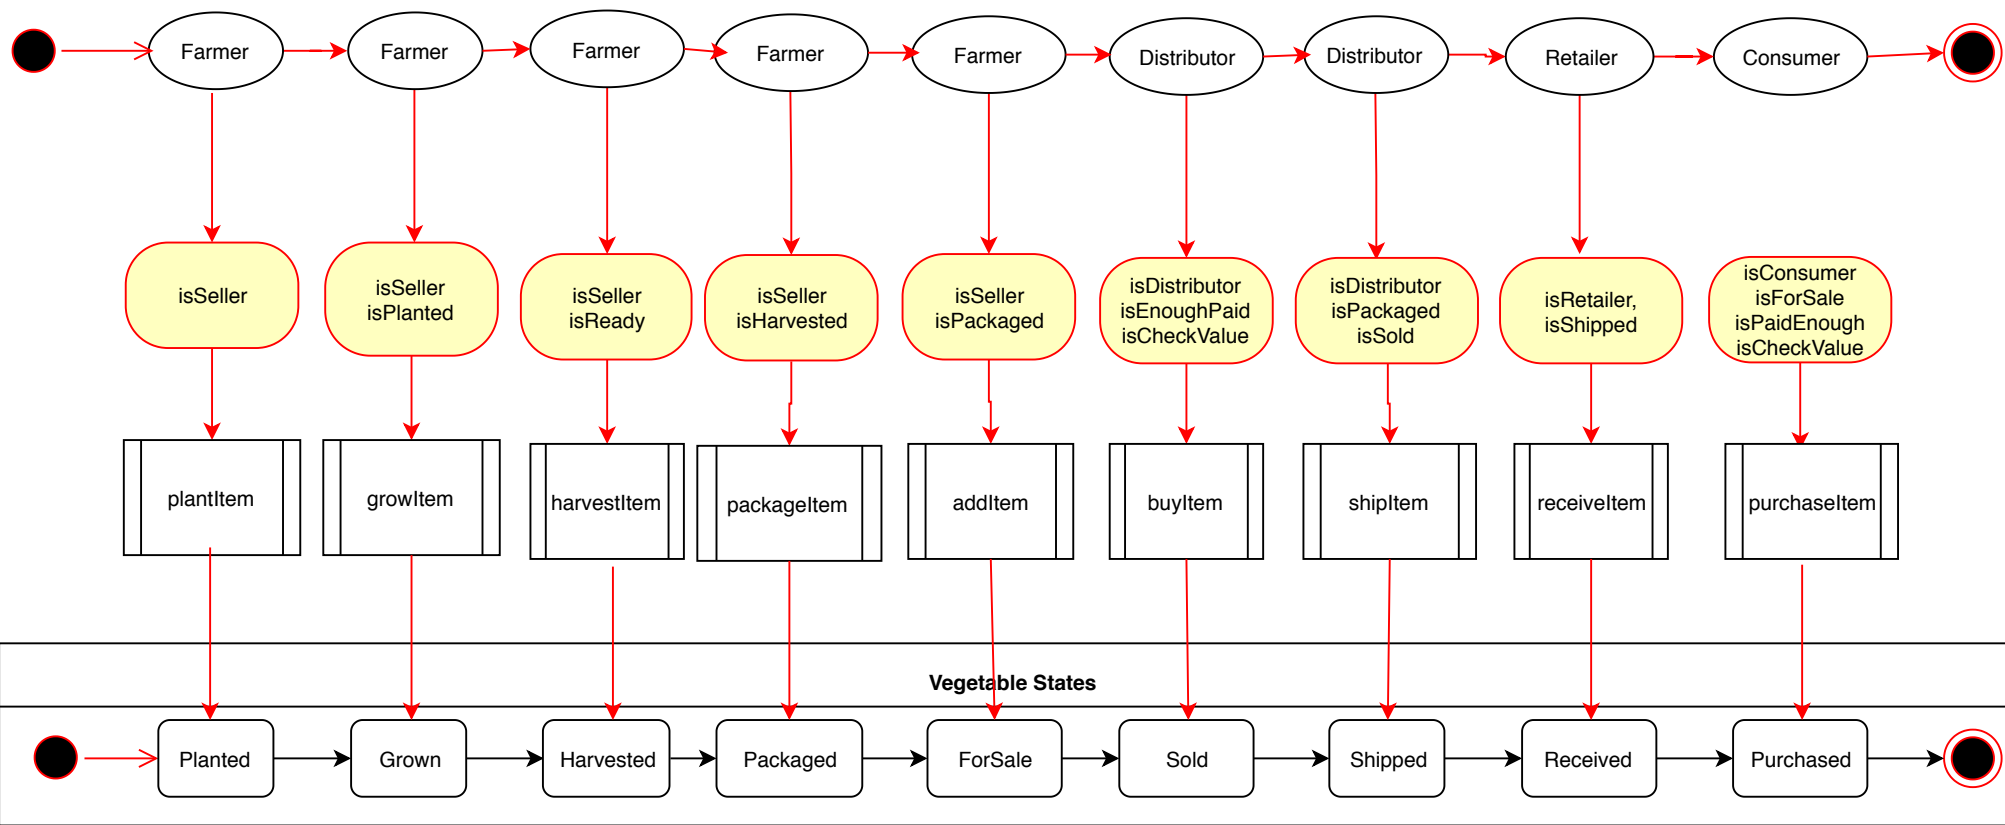 Farmer
Farmer
Farmer
Farmer
Farmer
Distributor
Distributor
Retailer
Consumer
isSeller
isSeller
isPlanted
isSeller
isReady
isSeller
isHarvested
isSeller
isPackaged
isDistributor
isEnoughPaid
isCheckValue
isDistributor
isPackaged
isSold
isRetailer,
isShipped
isConsumer
isForSale
isPaidEnough
isCheckValue
plantItem
growItem
harvestItem
packageItem
addItem
buyItem
shipItem
receiveItem
purchaseItem
Vegetable States
Planted
Grown
Harvested
Packaged
ForSale
Sold
Shipped
Received
Purchased